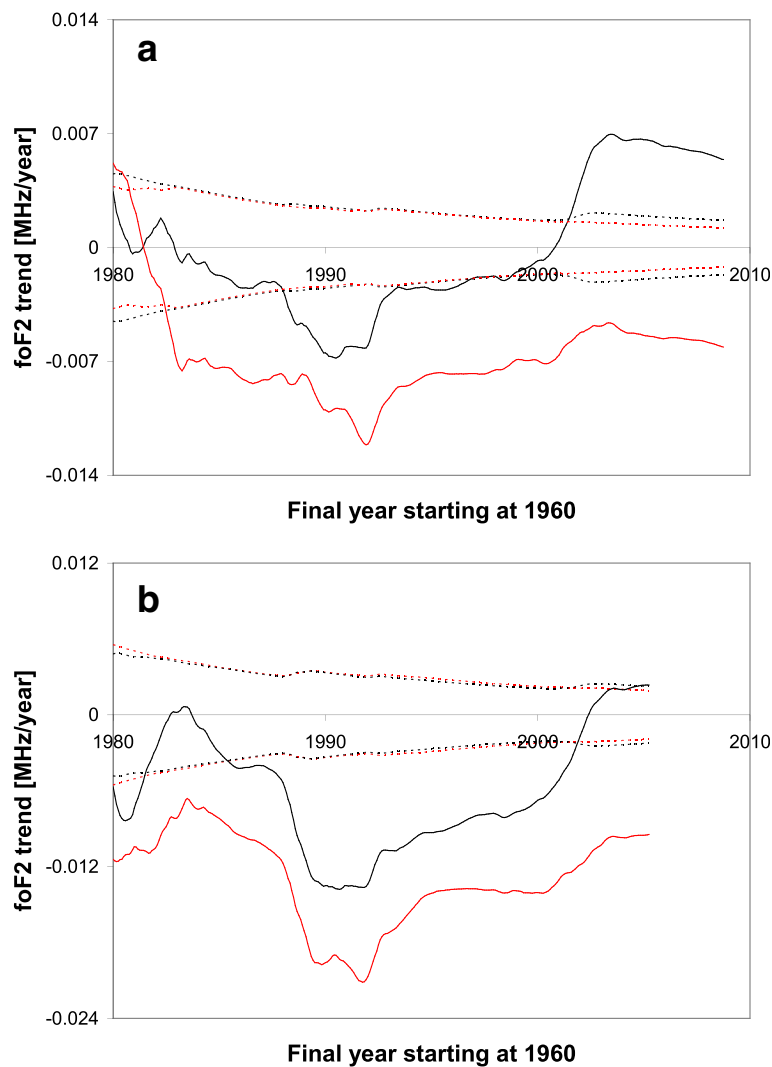 a
foF2 trend [MHz/year]
0.014
0.007
0
-0.007
-0.014
1980
1990
2000
2010
Final year starting at 1960
b
foF2 trend [MHz/year]
0.012
0
-0.012
-0.024
1980
1990
2000
2010
Final year starting at 1960